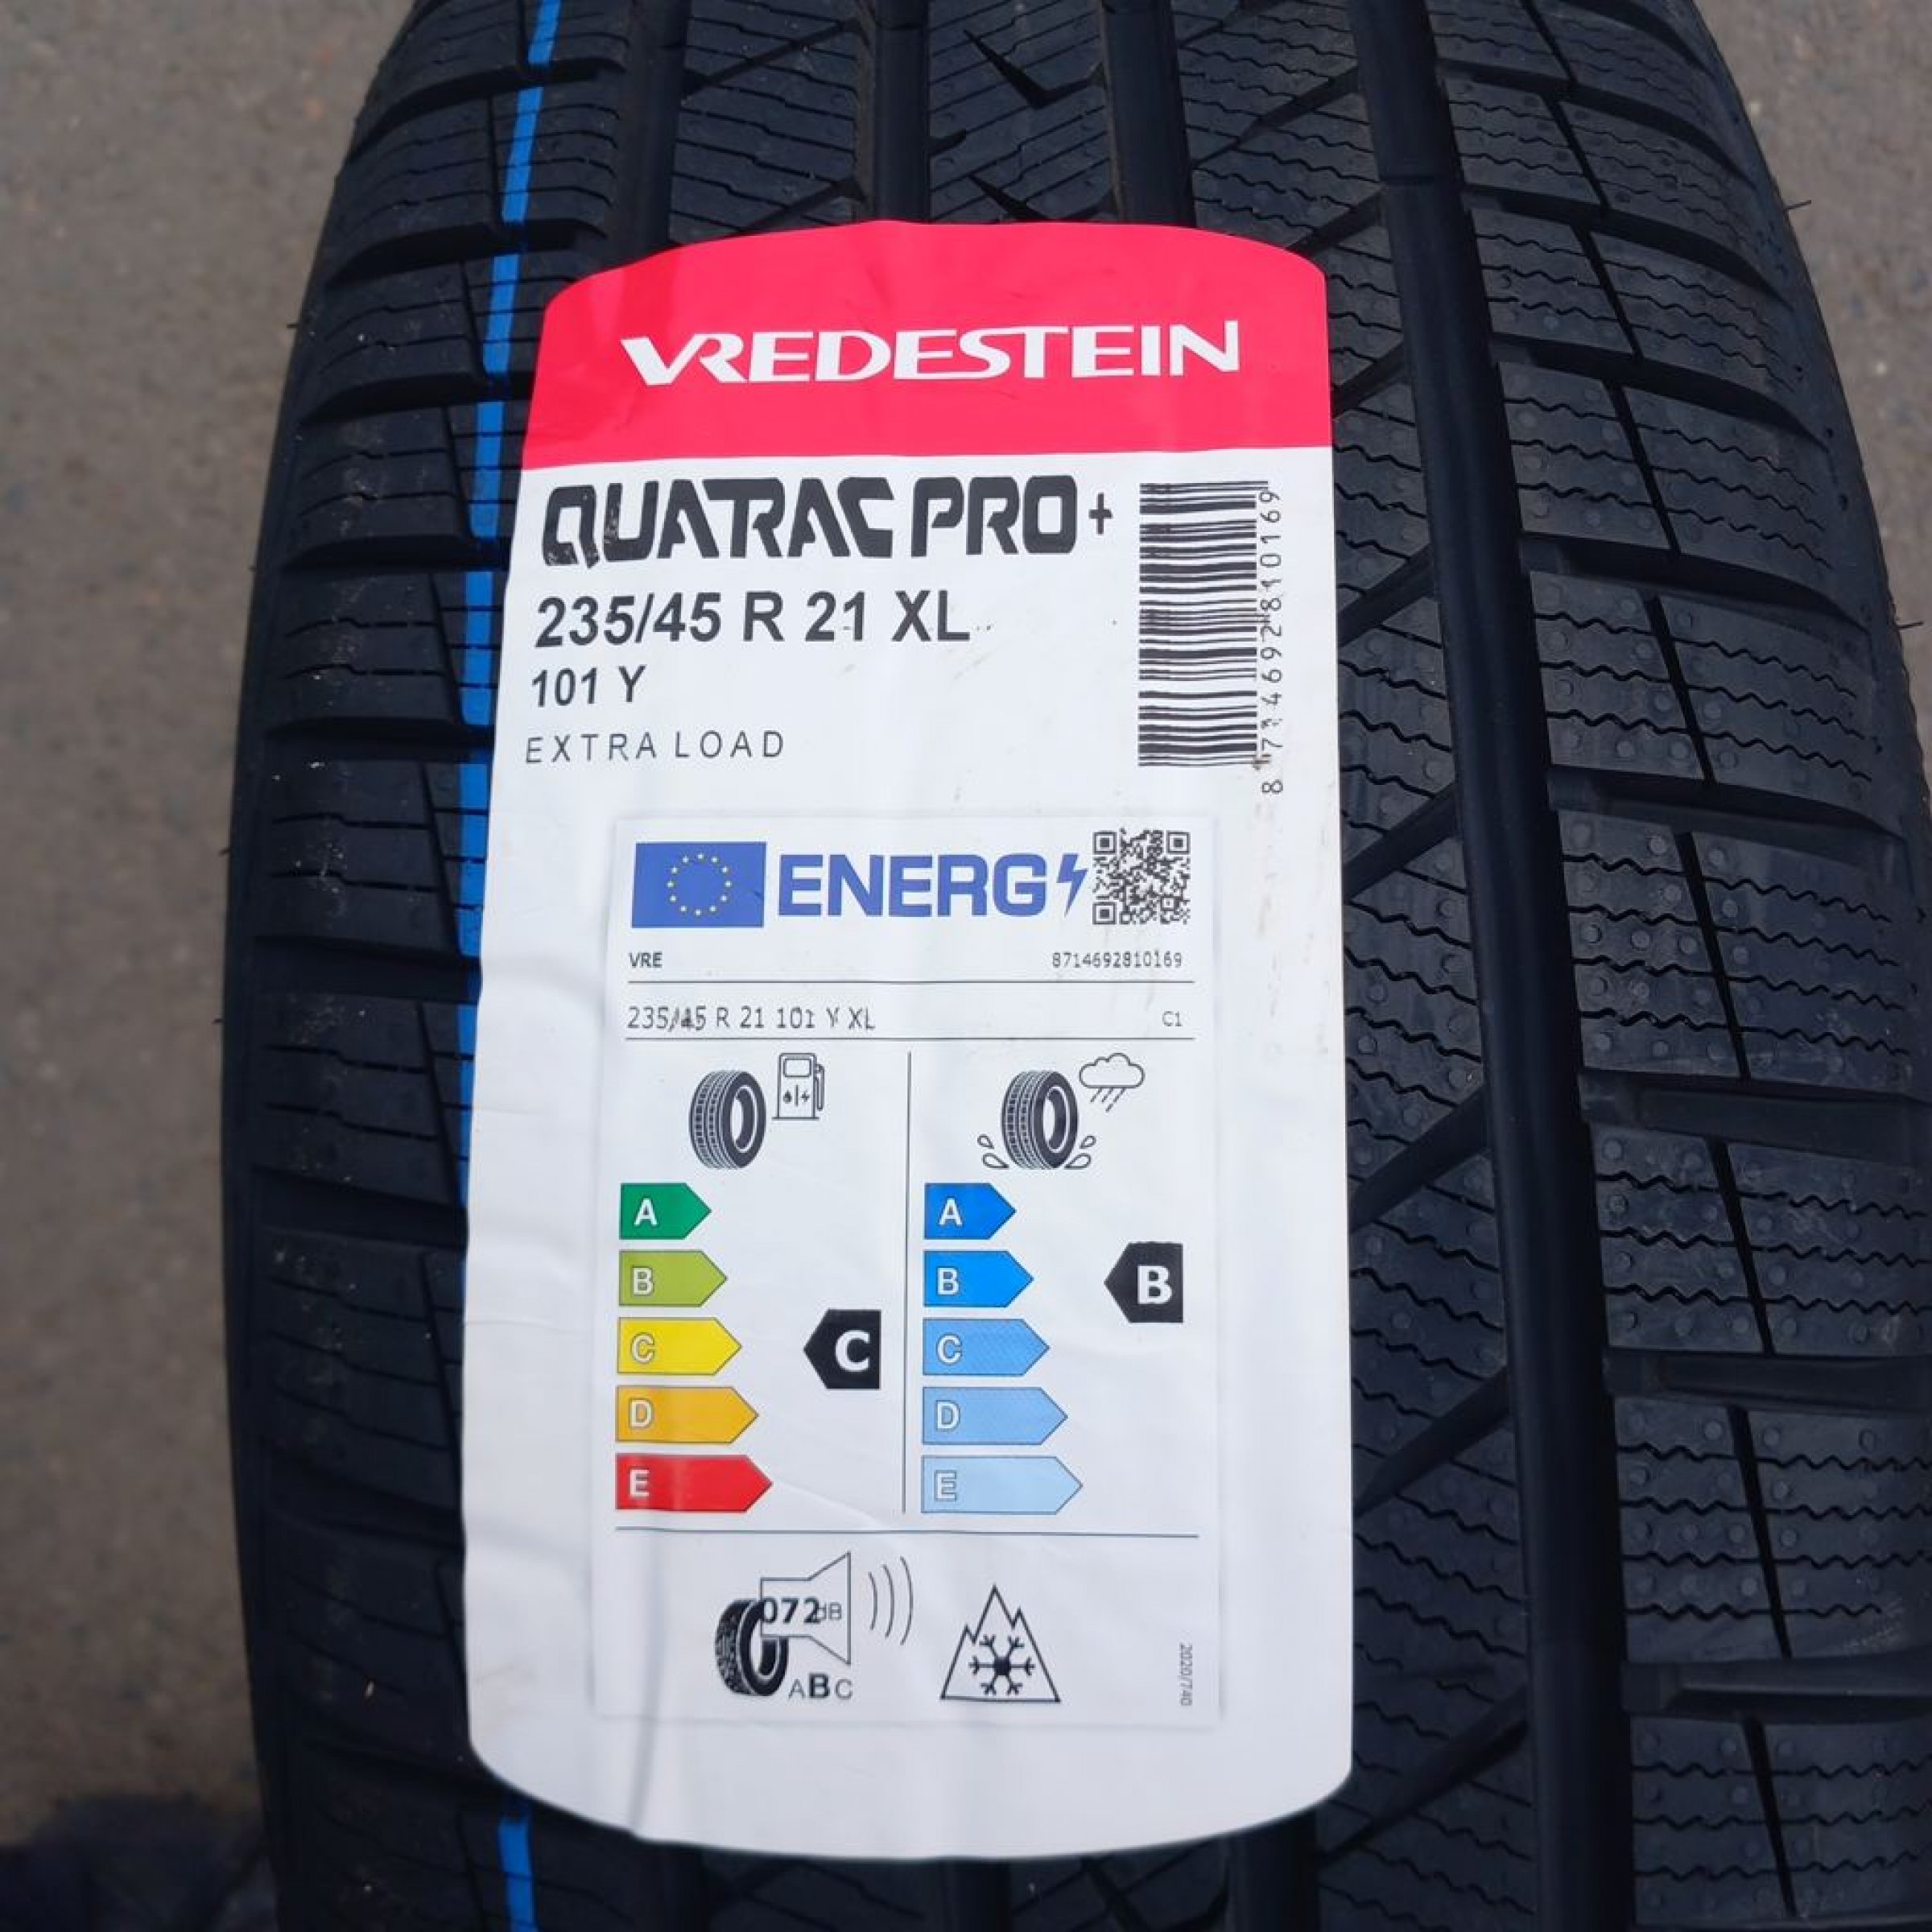 VREDESTEIN
QUATRAC PRO+
235/45 R 21 XL
101 Y
EXTRA LOAD
8714692810169
ENERG
VRE 8714692810169
235/45 R 21 101 Y XL C1
A A
B B B
C C C
D D
E E
072 dB
ABC
2020/740